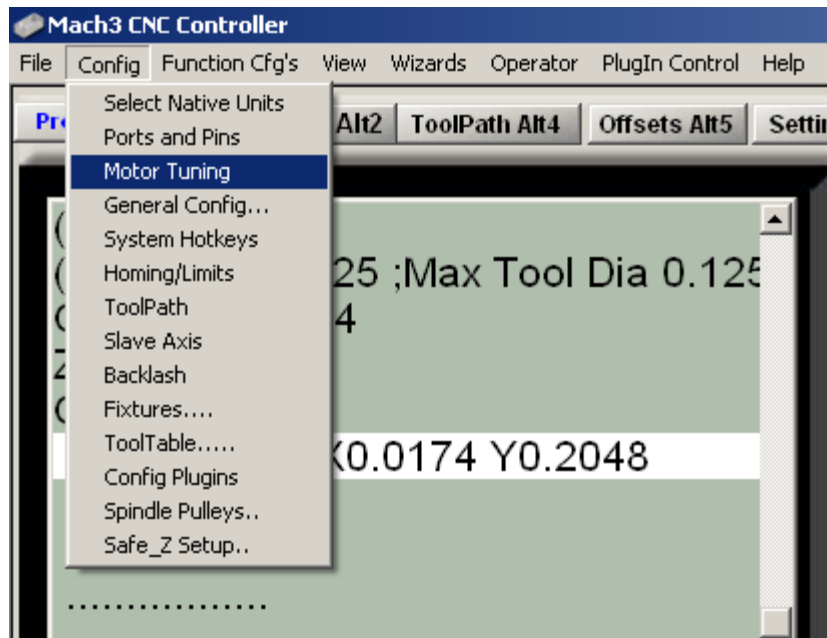 Mach3 CNC Controller
File Config Function Cfg's View Wizards Operator PlugIn Control Help
Alt2 ToolPath Alt4 Offsets Alt5
Select Native Units
Ports and Pins
Motor Tuning
General Config...
System Hotkeys
Homing/Limits
ToolPath
Slave Axis
Backlash
Fixtures....
ToolTable.....
Config Plugins
Spindle Pulleys..
Safe_Z Setup..
25 ;Max Tool Dia 0.125
4
X0.0174 Y0.2048
.................